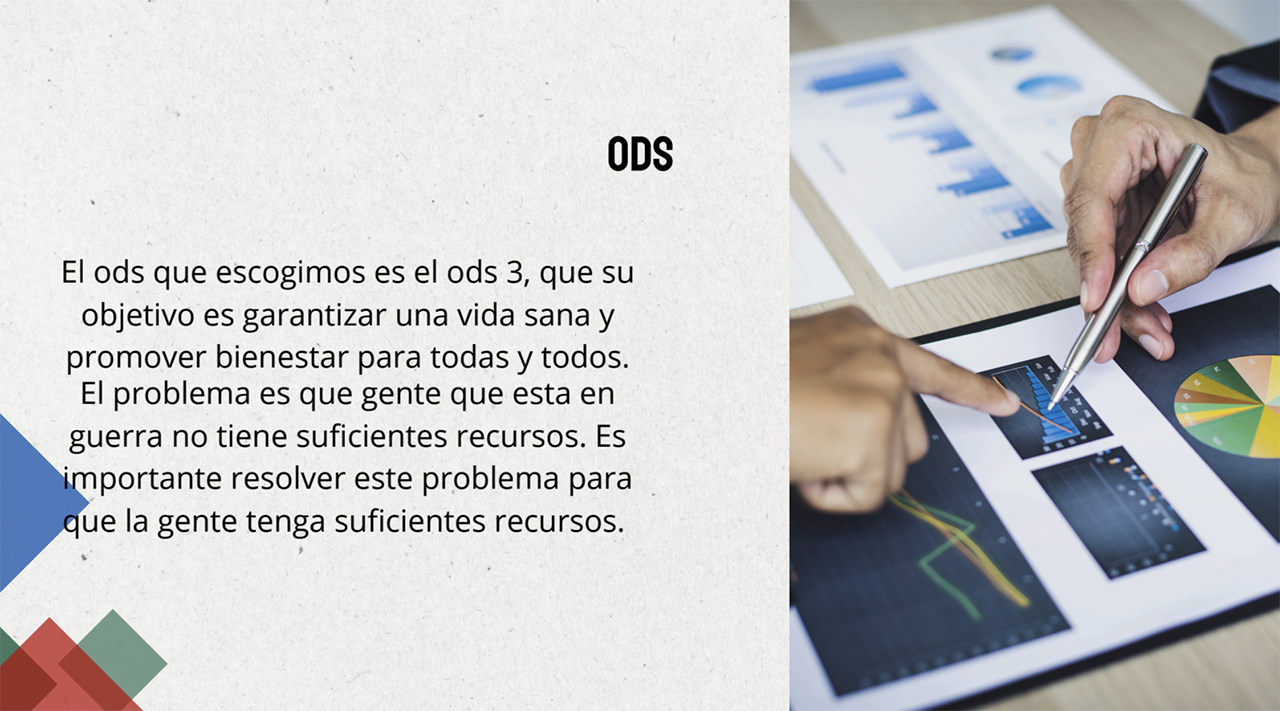 ODS
El ods que escogimos es el ods 3, que su
objetivo es garantizar una vida sana y
promover bienestar para todas y todos.
El problema es que gente que esta en
guerra no tiene suficientes recursos. Es
importante resolver este problema para
que la gente tenga suficientes recursos.